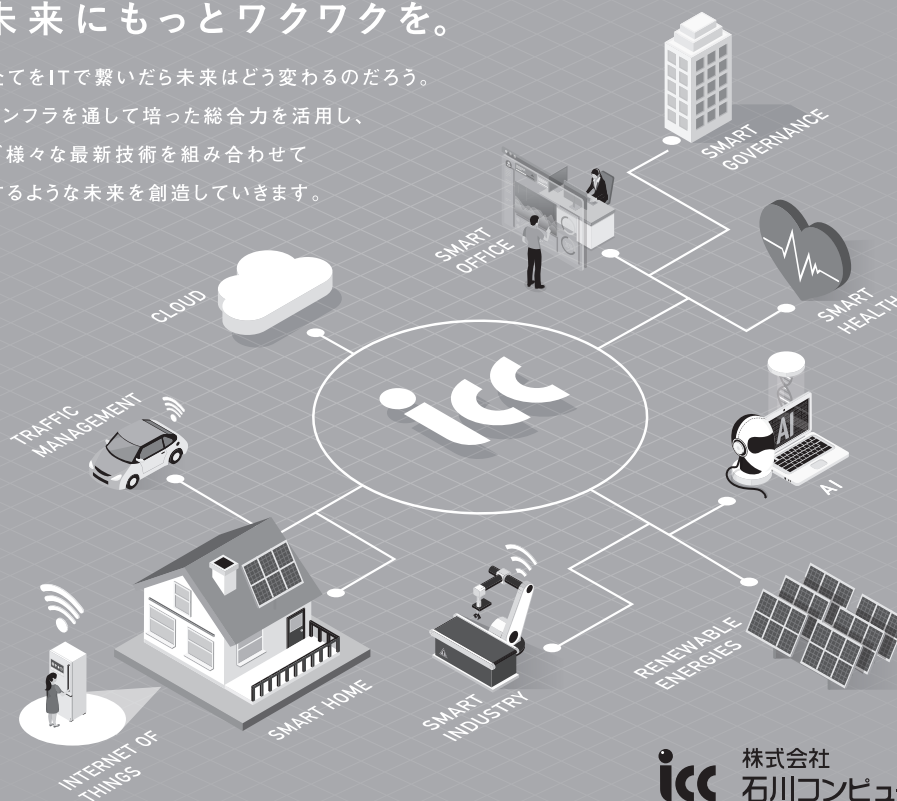 未来にもっとワクワクを。
たてをITで繋いだら未来はどう変わるのだろう。
ンフラを通して培った総合力を活用し、
様々な最新技術を組み合わせて
するような未来を創造していきます。
SMART
GOVERNANCE
SMART
OFFICE
SMART
HEALTH
CLOUD
icc
TRAFFIC
MANAGEMENT
AI
AI
SMART HOME
SMART
INDUSTRY
RENEWABLE
ENERGIES
INTERNET OF
THINGS
icc
株式会社
石川コンピュ